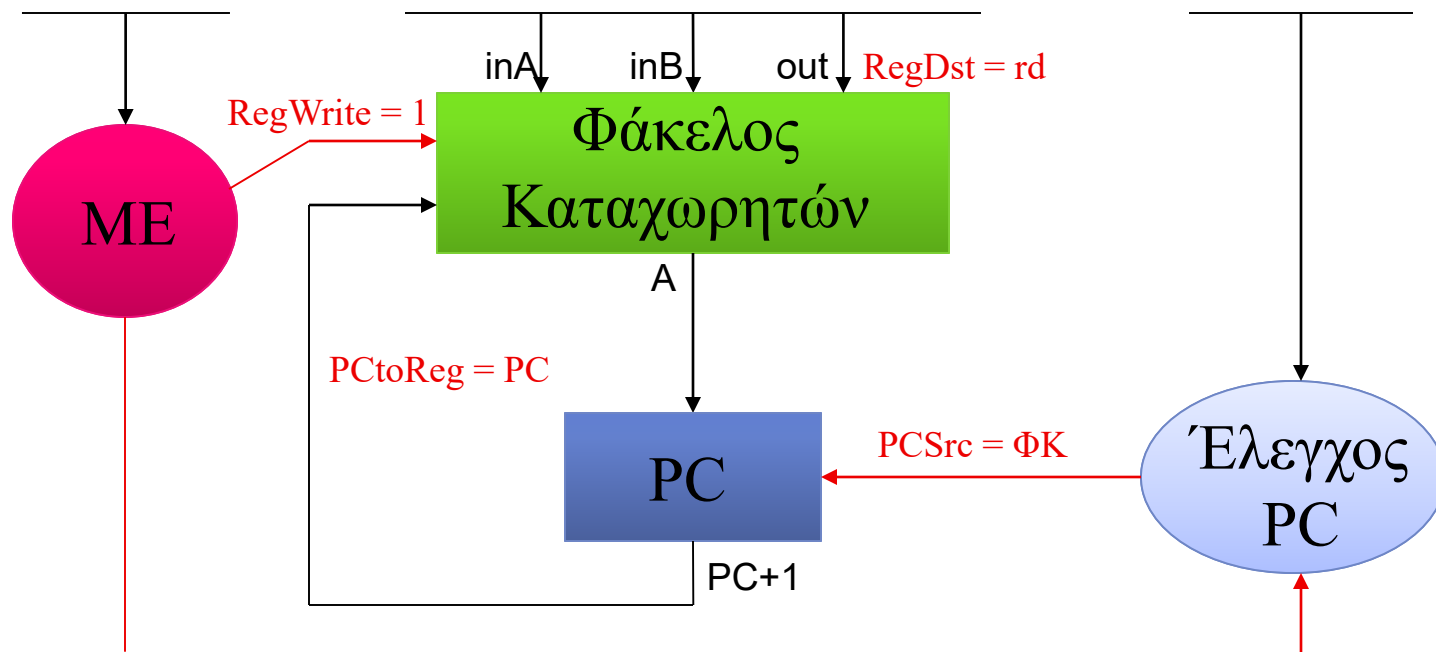 inA
inB
out
RegDst = rd
RegWrite = 1
Φάκελος
Καταχωρητών
ΜΕ
A
PCtoReg = PC
PCSrc = ΦΚ
Έλεγχος
PC
PC
PC+1